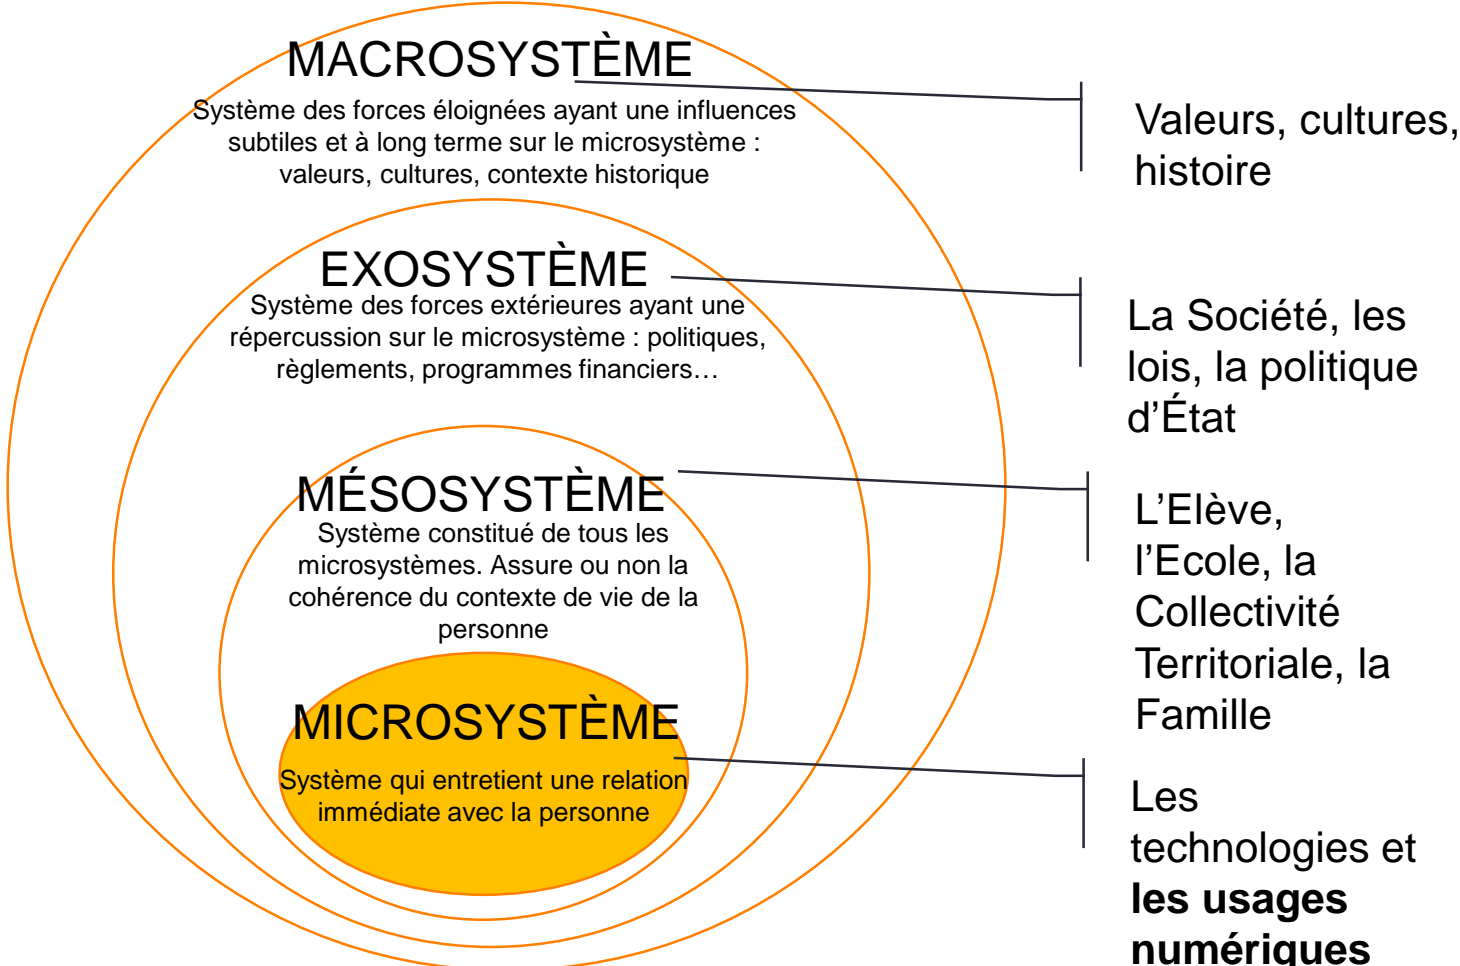 MACROSYSTÈME
Système des forces éloignées ayant une influences
subtiles et à long terme sur le microsystème :
valeurs, cultures, contexte historique
Valeurs, cultures,
histoire
EXOSYSTÈME
Système des forces extérieures ayant une
répercussion sur le microsystème : politiques,
règlements, programmes financiers…
La Société, les
lois, la politique
d’État
MÉSOSYSTÈME
Système constitué de tous les
microsystèmes. Assure ou non la
cohérence du contexte de vie de la
personne
L’Elève,
l’Ecole, la
Collectivité
Territoriale, la
Famille
MICROSYSTÈME
Système qui entretient une relation
immédiate avec la personne
Les
technologies et
les usages
numériques